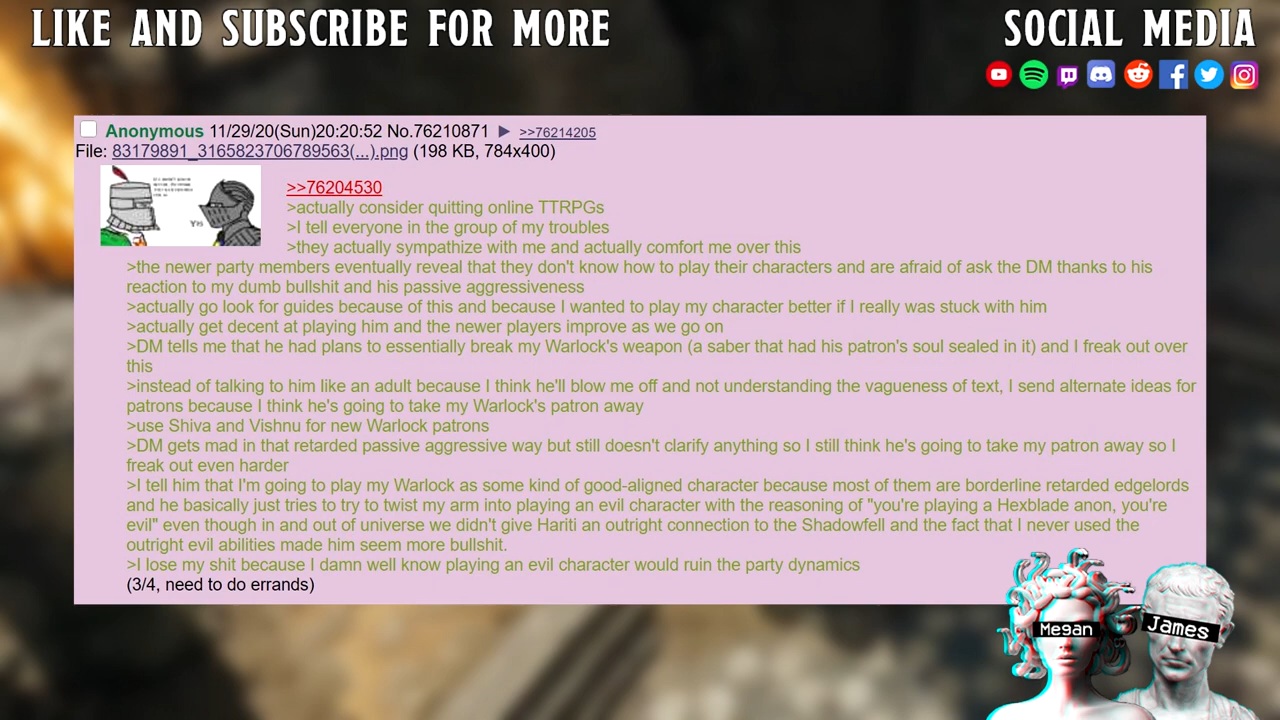 LIKE AND SUBSCRIBE FOR MORE
SOCIAL MEDIA
Anonymous 11/29/20(Sun)20:20:52 No.76210871 ▶ >>76214205
File: 83179891_3165823706789563(...).png (198 KB, 784x400)
>>76204530
>actually consider quitting online TTRPGs
>I tell everyone in the group of my troubles
YES
>they actually sympathize with me and actually comfort me over this
>the newer party members eventually reveal that they don't know how to play their characters and are afraid of ask the DM thanks to his
reaction to my dumb bullshit and his passive aggressiveness
>actually go look for guides because of this and because I wanted to play my character better if I really was stuck with him
>actually get decent at playing him and the newer players improve as we go on
>DM tells me that he had plans to essentially break my Warlock's weapon (a saber that had his patron's soul sealed in it) and I freak out over
this
>instead of talking to him like an adult because I think he'll blow me off and not understanding the vagueness of text, I send alternate ideas for
patrons because I think he's going to take my Warlock's patron away
>use Shiva and Vishnu for new Warlock patrons
>DM gets mad in that retarded passive aggressive way but still doesn't clarify anything so I still think he's going to take my patron away so I
freak out even harder
>I tell him that I'm going to play my Warlock as some kind of good-aligned character because most of them are borderline retarded edgelords
and he basically just tries to try to twist my arm into playing an evil character with the reasoning of "you're playing a Hexblade anon, you're
evil" even though in and out of universe we didn't give Hariti an outright connection to the Shadowfell and the fact that I never used the
outright evil abilities made him seem more bullshit.
>I lose my shit because I damn well know playing an evil character would ruin the party dynamics
(3/4, need to do errands)
Megan
James